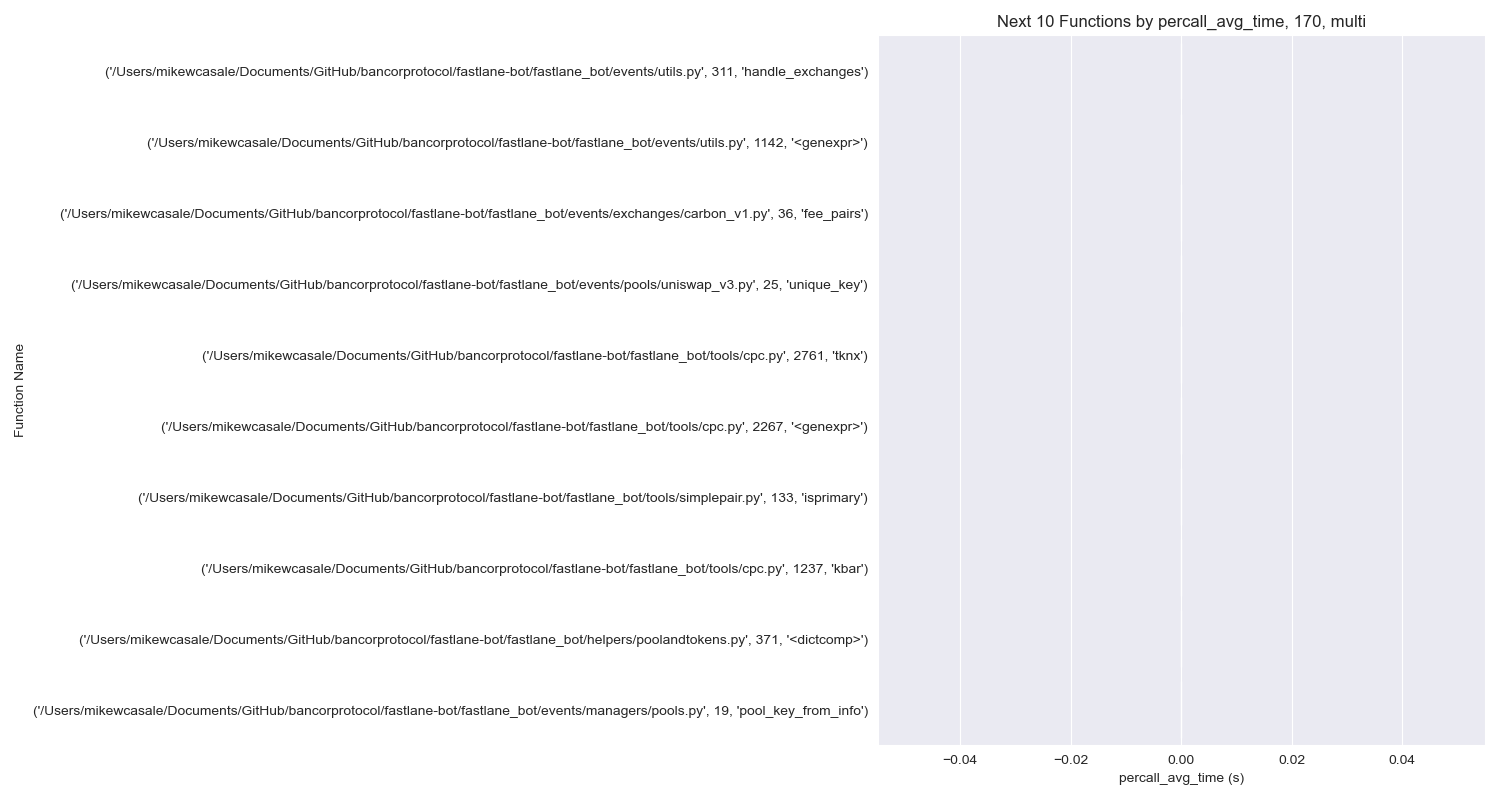 Next 10 Functions by percall_avg_time, 170, multi
('/Users/mikewcasale/Documents/GitHub/bancorprotocol/fastlane-bot/fastlane_bot/events/utils.py', 311, 'handle_exchanges')
('/Users/mikewcasale/Documents/GitHub/bancorprotocol/fastlane-bot/fastlane_bot/events/utils.py', 1142, '<genexpr>')
('/Users/mikewcasale/Documents/GitHub/bancorprotocol/fastlane-bot/fastlane_bot/events/exchanges/carbon_v1.py', 36, 'fee_pairs')
('/Users/mikewcasale/Documents/GitHub/bancorprotocol/fastlane-bot/fastlane_bot/events/pools/uniswap_v3.py', 25, 'unique_key')
('/Users/mikewcasale/Documents/GitHub/bancorprotocol/fastlane-bot/fastlane_bot/tools/cpc.py', 2761, 'tknx')
('/Users/mikewcasale/Documents/GitHub/bancorprotocol/fastlane-bot/fastlane_bot/tools/cpc.py', 2267, '<genexpr>')
('/Users/mikewcasale/Documents/GitHub/bancorprotocol/fastlane-bot/fastlane_bot/tools/simplepair.py', 133, 'isprimary')
('/Users/mikewcasale/Documents/GitHub/bancorprotocol/fastlane-bot/fastlane_bot/tools/cpc.py', 1237, 'kbar')
('/Users/mikewcasale/Documents/GitHub/bancorprotocol/fastlane-bot/fastlane_bot/helpers/poolandtokens.py', 371, '<dictcomp>')
('/Users/mikewcasale/Documents/GitHub/bancorprotocol/fastlane-bot/fastlane_bot/events/managers/pools.py', 19, 'pool_key_from_info')
Function Name
−0.04 −0.02 0.00 0.02 0.04
percall_avg_time (s)